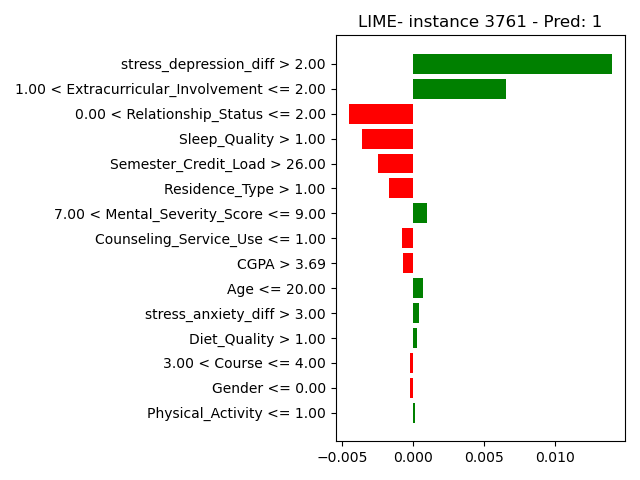 LIME- instance 3761 - Pred: 1
stress_depression_diff > 2.00
1.00 < Extracurricular_Involvement <= 2.00
0.00 < Relationship_Status <= 2.00
Sleep_Quality > 1.00
Semester_Credit_Load > 26.00
Residence_Type > 1.00
7.00 < Mental_Severity_Score <= 9.00
Counseling_Service_Use <= 1.00
CGPA > 3.69
Age <= 20.00
stress_anxiety_diff > 3.00
Diet_Quality > 1.00
3.00 < Course <= 4.00
Gender <= 0.00
Physical_Activity <= 1.00
−0.005 0.000 0.005 0.010